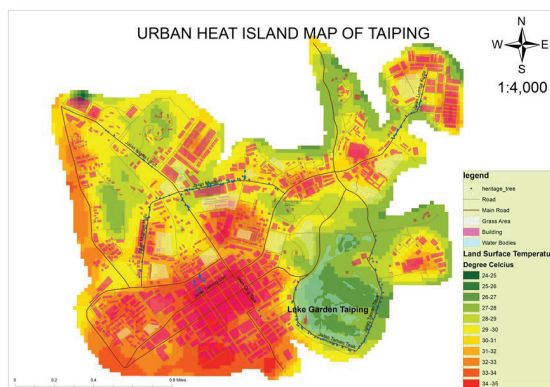 URBAN HEAT ISLAND MAP OF TAIPING
N
W E
S
1:4,000
Lake Garden Taiping
legend
heritage_tree
Road
Main Road
Grass Area
Building
Water Bodies
Land Surface Temperatu
Degree Celcius
24-25
25-26
26-27
27-28
28-29
29 -30
30-31
31-32
32-33
33-34
34 -35
0 0.2 0.4 0.8 Miles